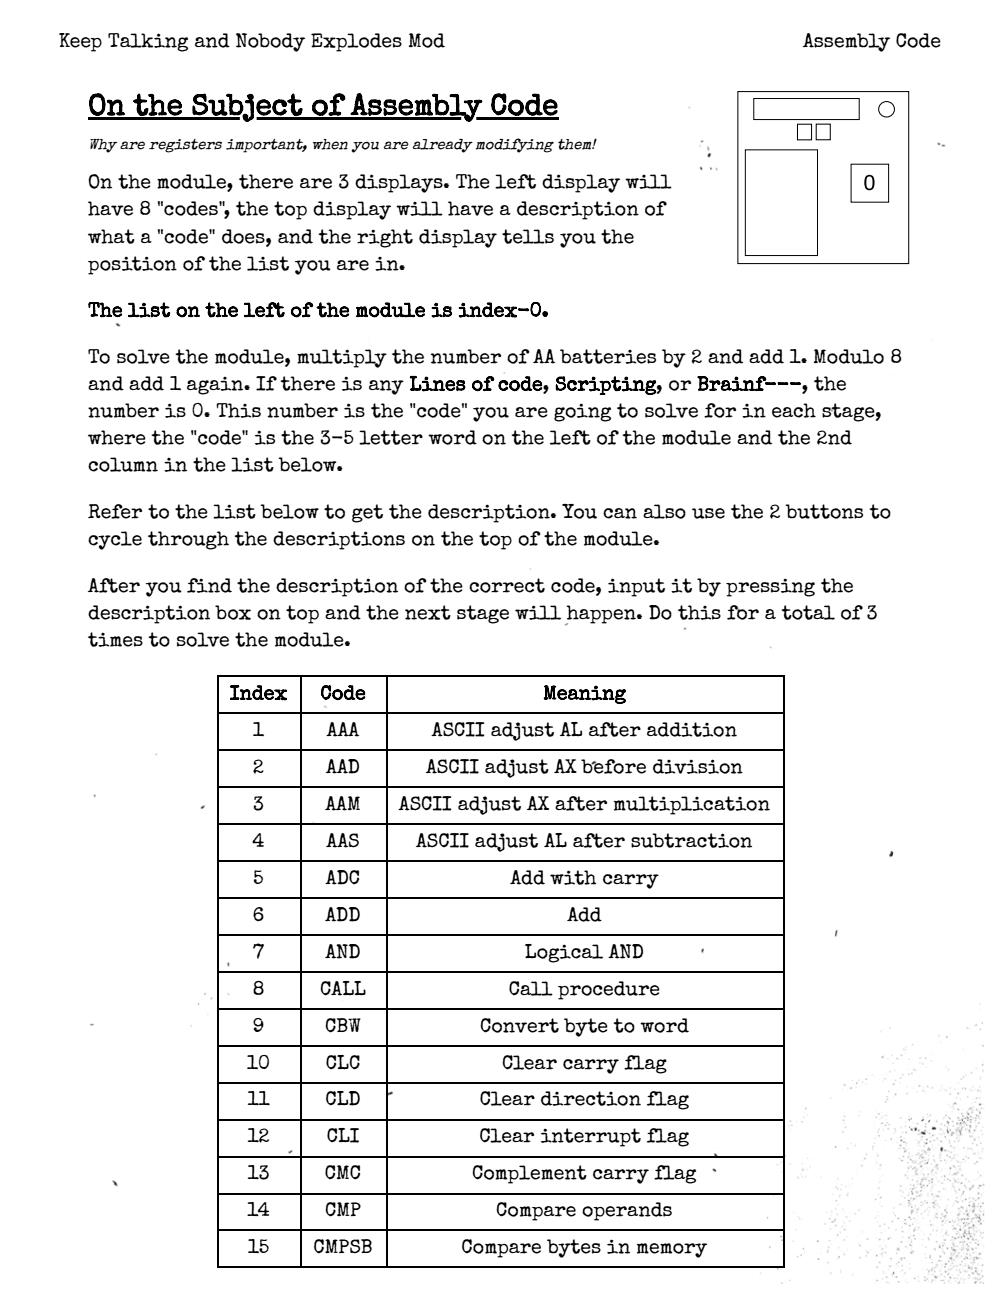 Keep Talking and Nobody Explodes Mod
Assembly Code
On the Subject of Assembly Code
Why are registers important, when you are already modifying them!
On the module, there are 3 displays. The left display will
have 8 "codes", the top display will have a description of
what a "code" does, and the right display tells you the
position of the list you are in.
0
The list on the left of the module is index-0.
To solve the module, multiply the number of AA batteries by 2 and add 1. Modulo 8
and add 1 again. If there is any Lines of code, Scripting, or Brainf---, the
number is 0. This number is the "code" you are going to solve for in each stage,
where the "code" is the 3-5 letter word on the left of the module and the 2nd
column in the list below.
Refer to the list below to get the description. You can also use the 2 buttons to
cycle through the descriptions on the top of the module.
After you find the description of the correct code, input it by pressing the
description box on top and the next stage will happen. Do this for a total of 3
times to solve the module.
Index Code Meaning
1 AAA ASCII adjust AL after addition
2 AAD ASCII adjust AX before division
3 AAM ASCII adjust AX after multiplication
4 AAS ASCII adjust AL after subtraction
5 ADC Add with carry
6 ADD Add
7 AND Logical AND
8 CALL Call procedure
9 CBW Convert byte to word
10 CLC Clear carry flag
11 CLD Clear direction flag
12 CLI Clear interrupt flag
13 CMC Complement carry flag
14 CMP Compare operands
15 CMPSB Compare bytes in memory